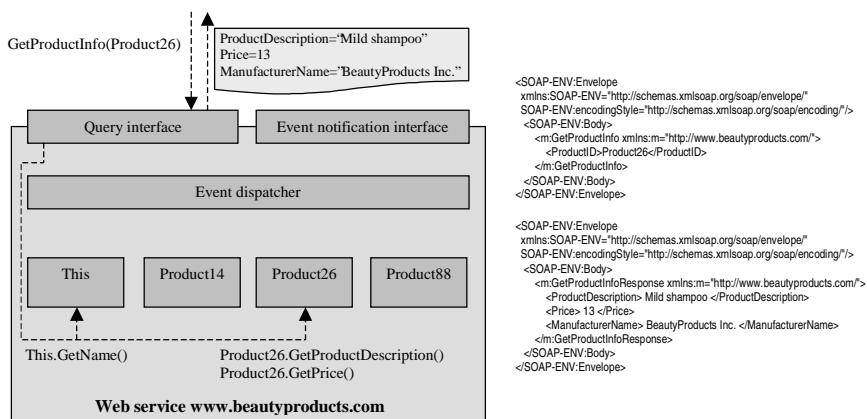 GetProductInfo(Product26)
ProductDescription=“Mild shampoo”
Price=13
ManufacturerName=”BeautyProducts Inc.”
Query interface
Event notification interface
Event dispatcher
This
Product14
Product26
Product88
This.GetName()
Product26.GetProductDescription()
Product26.GetPrice()
Web service www.beautyproducts.com
<SOAP-ENV:Envelope
xmlns:SOAP-ENV="http://schemas.xmlsoap.org/soap/envelope/"
SOAP-ENV:encodingStyle="http://schemas.xmlsoap.org/soap/encoding/"/>
<SOAP-ENV:Body>
<m:GetProductInfo xmlns:m="http://www.beautyproducts.com/">
<ProductID>Product26</ProductID>
</m:GetProductInfo>
</SOAP-ENV:Body>
</SOAP-ENV:Envelope>
<SOAP-ENV:Envelope
xmlns:SOAP-ENV="http://schemas.xmlsoap.org/soap/envelope/"
SOAP-ENV:encodingStyle="http://schemas.xmlsoap.org/soap/encoding/"/>
<SOAP-ENV:Body>
<m:GetProductInfoResponse xmlns:m="http://www.beautyproducts.com/">
<ProductDescription> Mild shampoo </ProductDescription>
<Price> 13 </Price>
<ManufacturerName> BeautyProducts Inc. </ManufacturerName>
</m:GetProductInfoResponse>
</SOAP-ENV:Body>
</SOAP-ENV:Envelope>